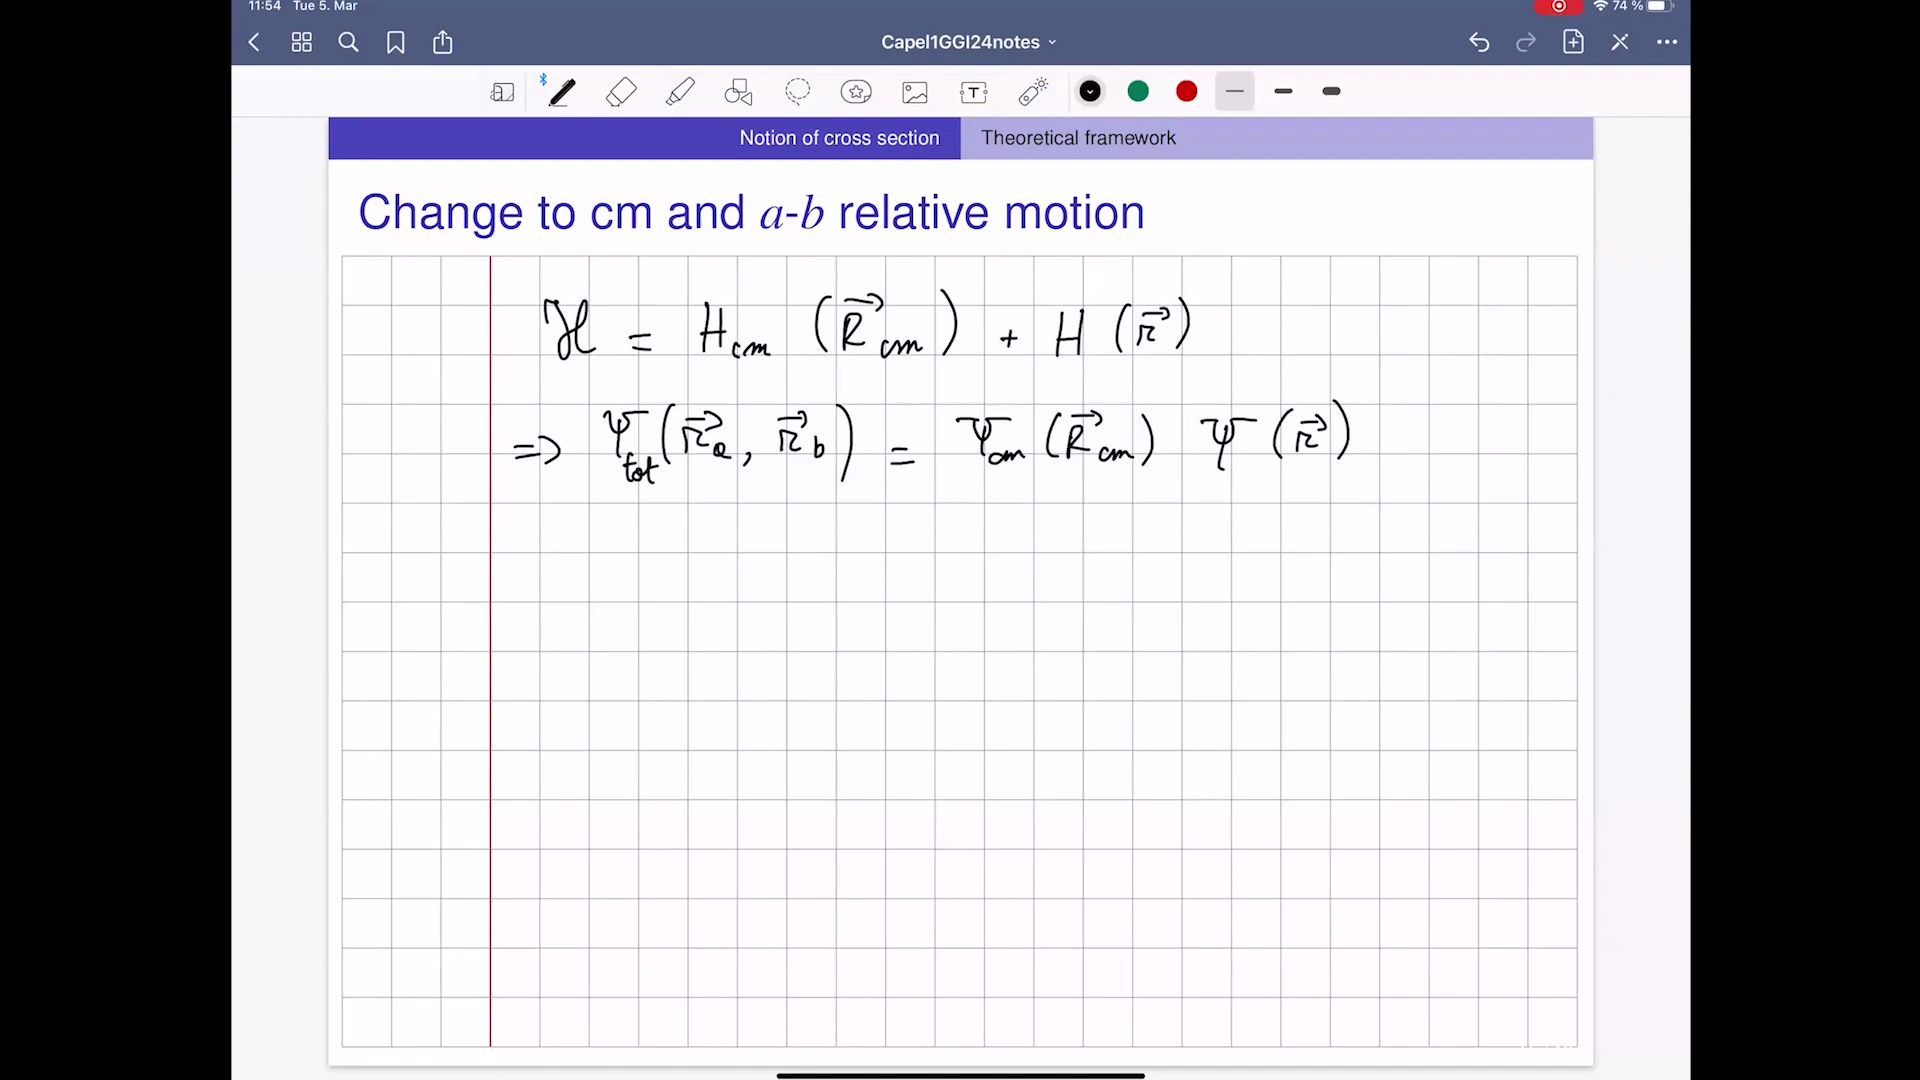 11:54 Tue 5. Mar 74 %
Capel1GGI24notes
T
Notion of cross section Theoretical framework
Change to cm and a-b relative motion
ℋ = H_cm (R⃗_cm) + H (r⃗)
=> Ψ_tot (r⃗_a, r⃗_b) = Ψ_cm (R⃗_cm) Ψ (r⃗)